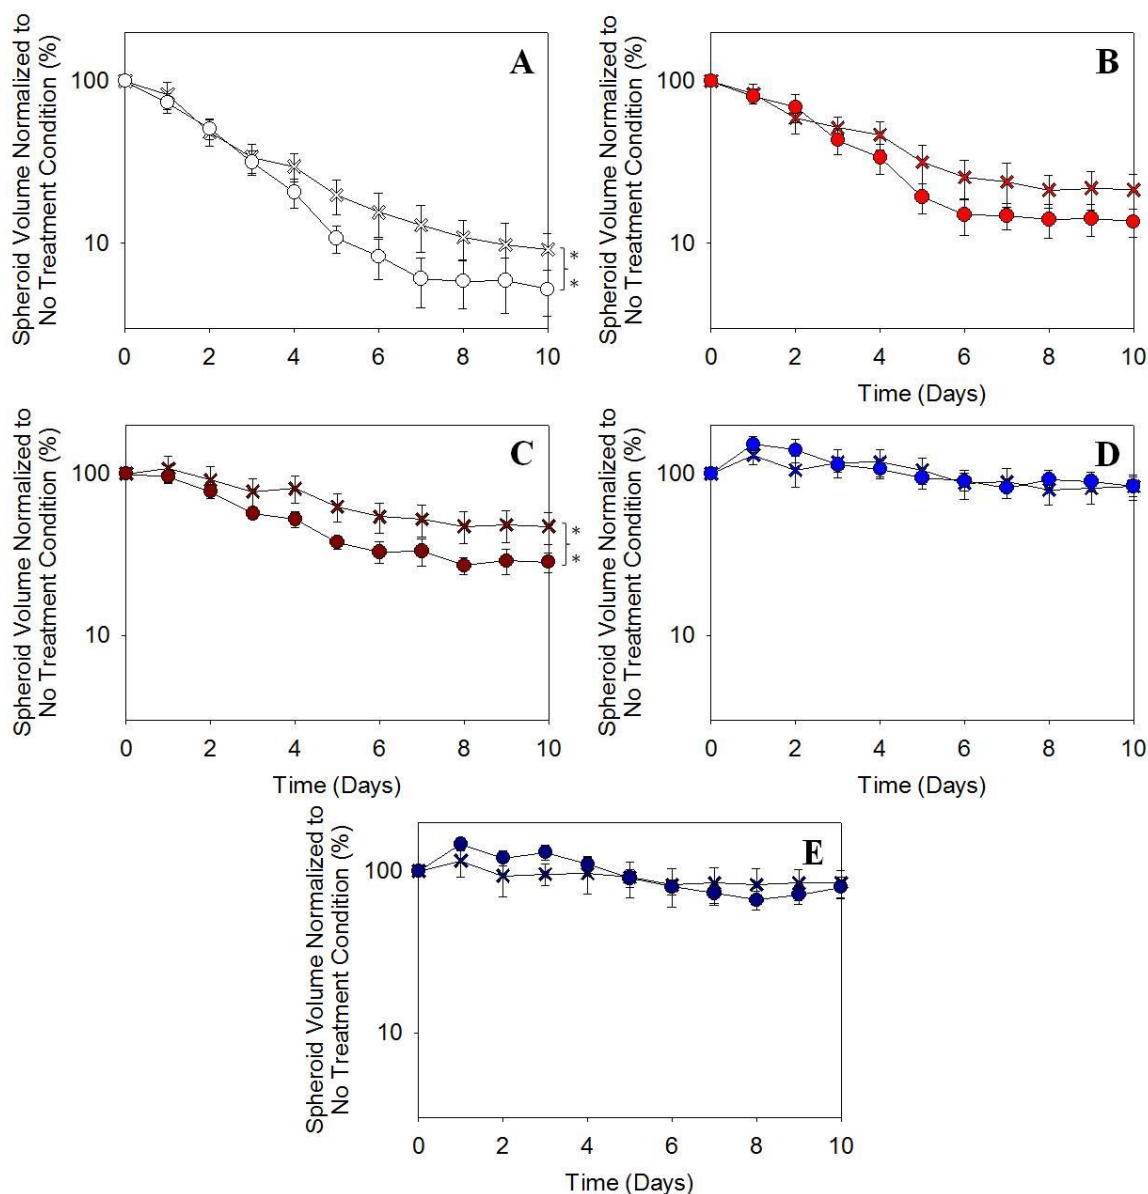 Spheroid Volume Normalized to
No Treatment Condition (%)
100
10
A
*
*
0 2 4 6 8 10
Spheroid Volume Normalized to
No Treatment Condition (%)
100
10
B
0 2 4 6 8 10
Time (Days)
Spheroid Volume Normalized to
No Treatment Condition (%)
100
10
C
*
*
0 2 4 6 8 10
Time (Days)
Spheroid Volume Normalized to
No Treatment Condition (%)
100
10
D
0 2 4 6 8 10
Time (Days)
Spheroid Volume Normalized to
No Treatment Condition (%)
100
10
E
0 2 4 6 8 10
Time (Days)